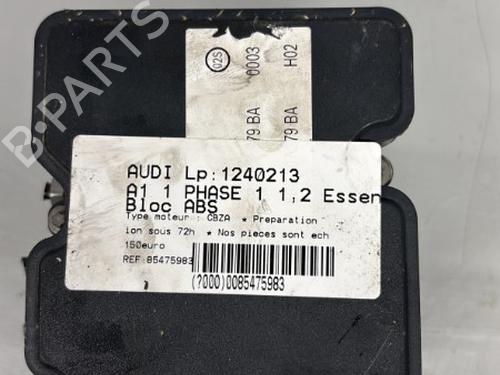 B-PARTS
02S
79 BA
0003
79 BA
H02
AUDI Lp:1240213
A1 1 PHASE 1 1,2 Essen
Bloc ABS
Type moteur : CBZA * Preparation
ion sous 72h * Nos pieces sont ech
150euro
REF:85475983
(?000)0085475983